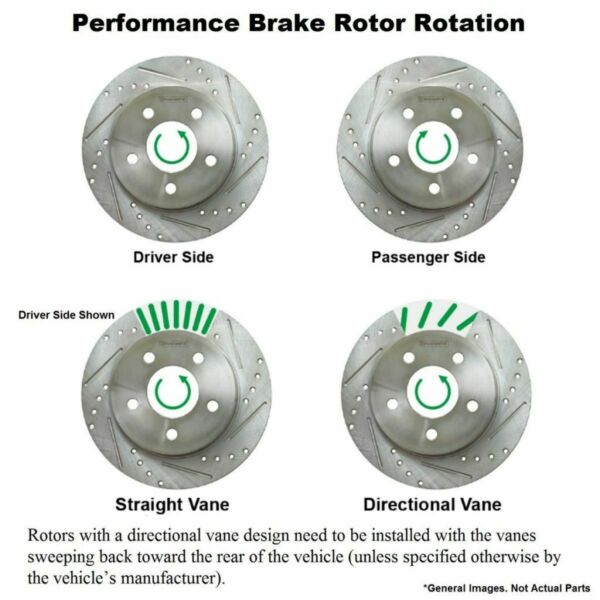 Performance Brake Rotor Rotation
Driver Side
Passenger Side
Driver Side Shown
Straight Vane
Directional Vane
Rotors with a directional vane design need to be installed with the vanes
sweeping back toward the rear of the vehicle (unless specified otherwise by
the vehicle's manufacturer).
*General Images. Not Actual Parts